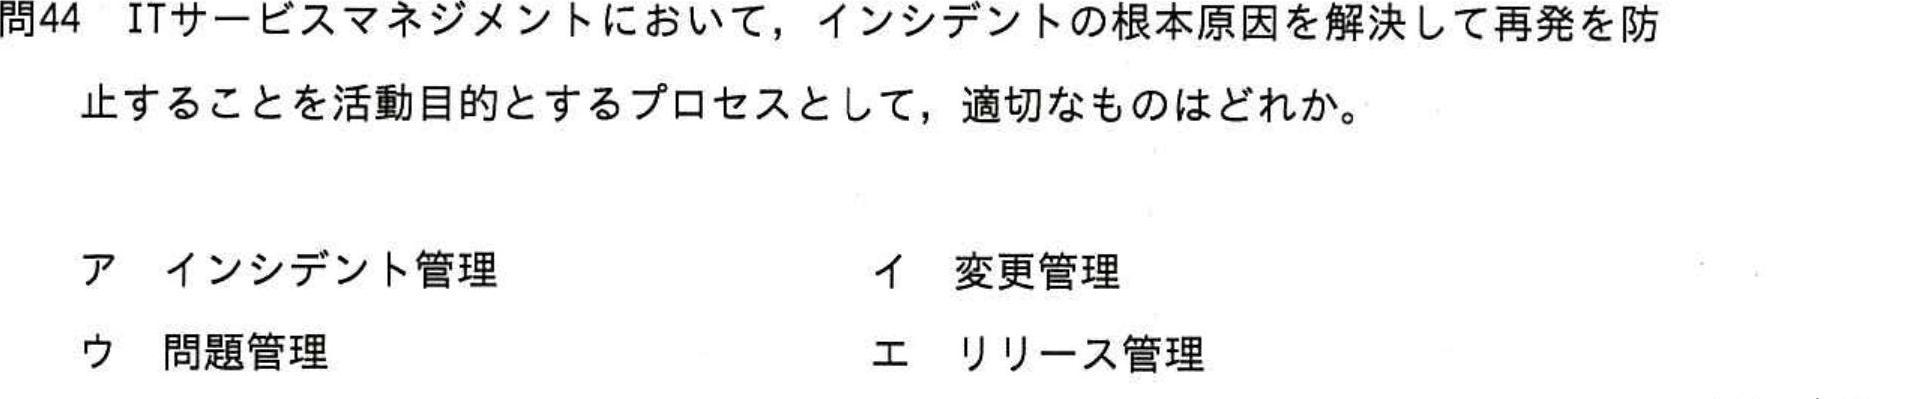 問44　ITサービスマネジメントにおいて，インシデントの根本原因を解決して再発を防
止することを活動目的とするプロセスとして，適切なものはどれか。
ア　インシデント管理　イ　変更管理
ウ　問題管理　エ　リリース管理